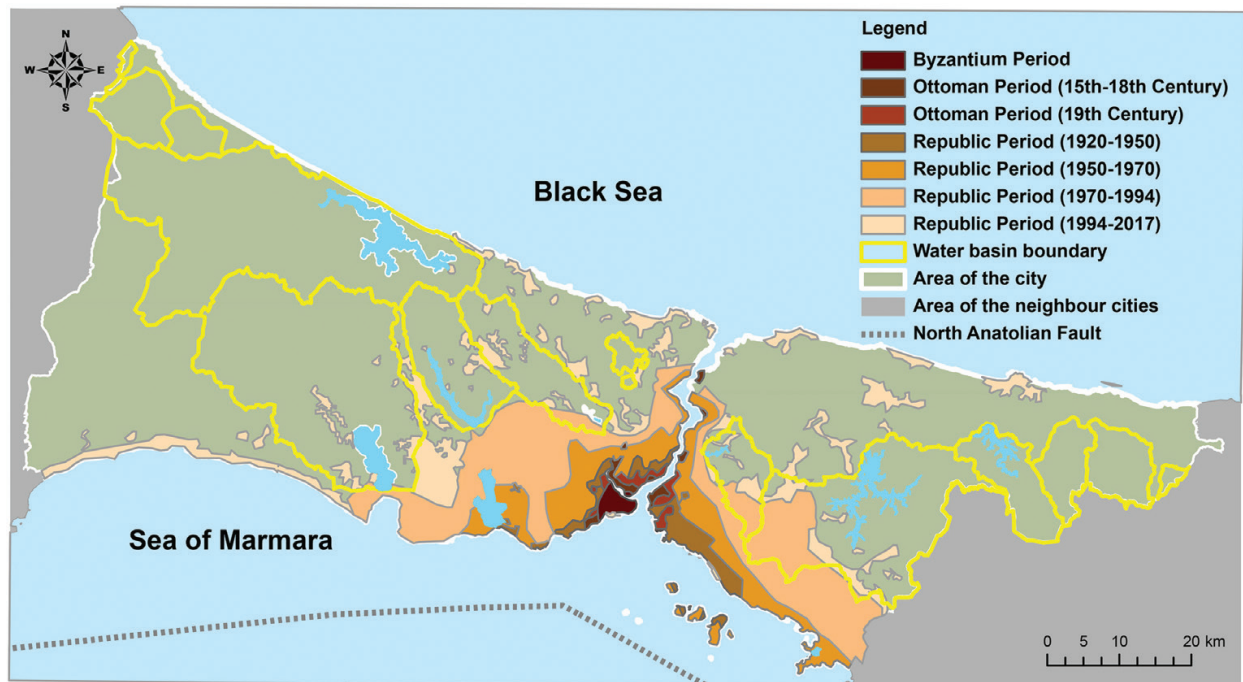 N
W E
S
Black Sea
Sea of Marmara
Legend
Byzantium Period
Ottoman Period (15th-18th Century)
Ottoman Period (19th Century)
Republic Period (1920-1950)
Republic Period (1950-1970)
Republic Period (1970-1994)
Republic Period (1994-2017)
Water basin boundary
Area of the city
Area of the neighbour cities
North Anatolian Fault
0 5 10 20 km